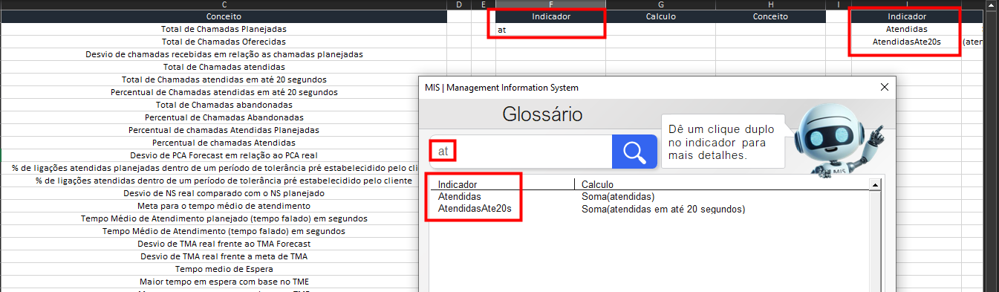 C D E F G H I J
Conceito Indicador Calculo Conceito Indicador
Total de Chamadas Planejadas at Atendidas
Total de Chamadas Oferecidas AtendidasAte20s (aten
Desvio de chamadas recebidas em relação as chamadas planejadas
Total de Chamadas atendidas
Total de Chamadas atendidas em até 20 segundos
Percentual de Chamadas atendidas em até 20 segundos
Total de Chamadas abandonadas
Percentual de Chamadas Abandonadas
Percentual de chamadas Atendidas Planejadas
Percentual de chamadas Atendidas
Desvio de PCA Forecast em relação ao PCA real
% de ligações atendidas planejadas dentro de um período de tolerância pré estabelecidido pelo clie
% de ligações atendidas dentro de um período de tolerância pré estabelecidido pelo cliente
Desvio de NS real comparado com o NS planejado
Meta para o tempo médio de atendimento
Tempo Médio de Atendimento planejado (tempo falado) em segundos
Tempo Médio de Atendimento (tempo falado) em segundos
Desvio de TMA real frente ao TMA Forecast
Desvio de TMA real frente a meta de TMA
Tempo medio de Espera
Maior tempo em espera com base no TME
MIS | Management Information System
Glossário
Dê um clique duplo
no indicador para
mais detalhes.
MIS
at
Indicador Calculo
Atendidas Soma(atendidas)
AtendidasAte20s Soma(atendidas em até 20 segundos)